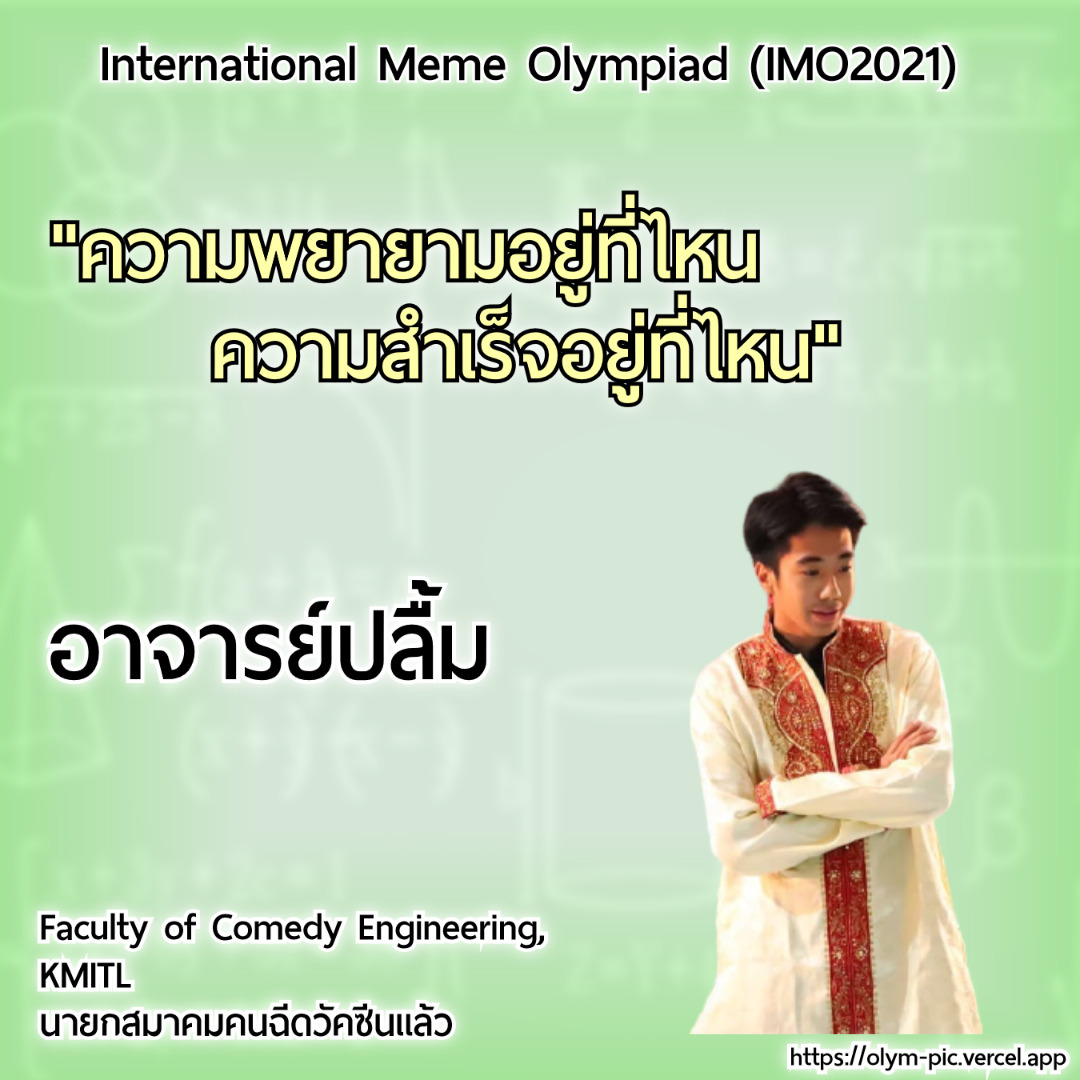 International Meme Olympiad (IMO2021)
"ความพยายามอยู่ที่ไหน
ความสำเร็จอยู่ที่ไหน"
อาจารย์ปลื้ม
Faculty of Comedy Engineering,
KMITL
นายกสมาคมคนฉีดวัคซีนแล้ว
https://olym-pic.vercel.app